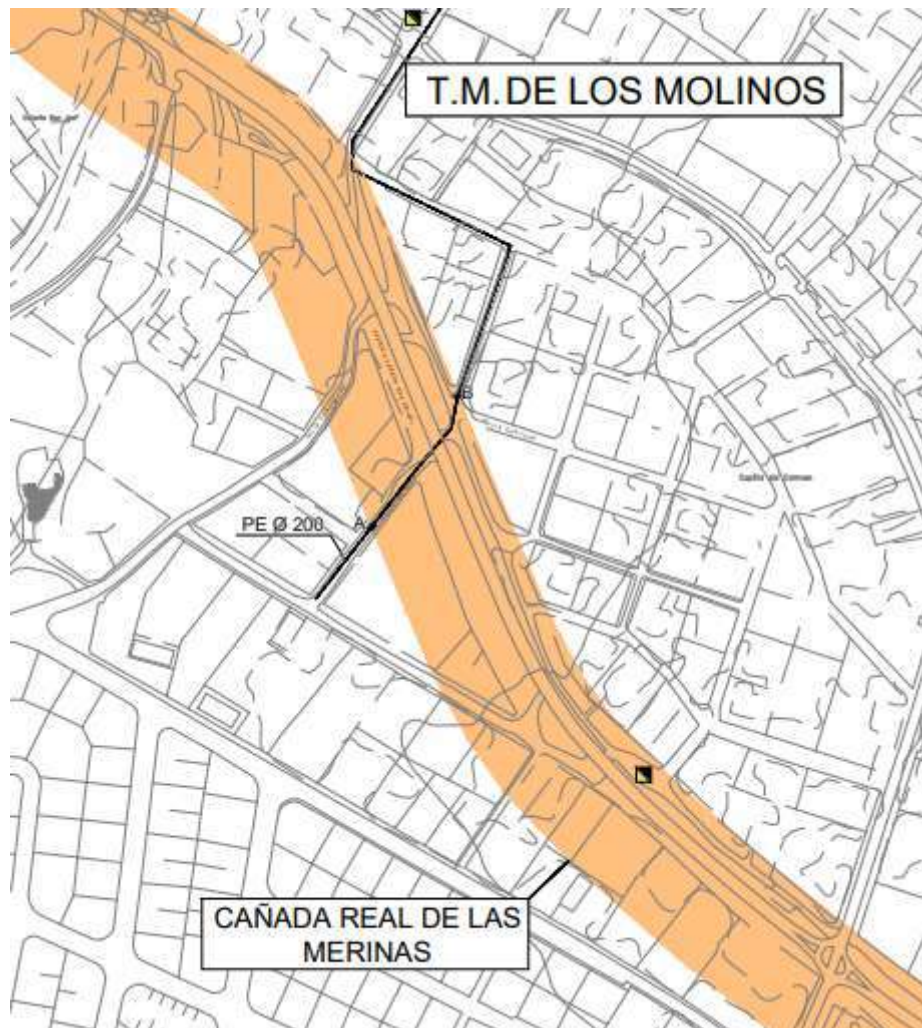 T.M. DE LOS MOLINOS
B
A
PE Ø 200
CAÑADA REAL DE LAS
MERINAS